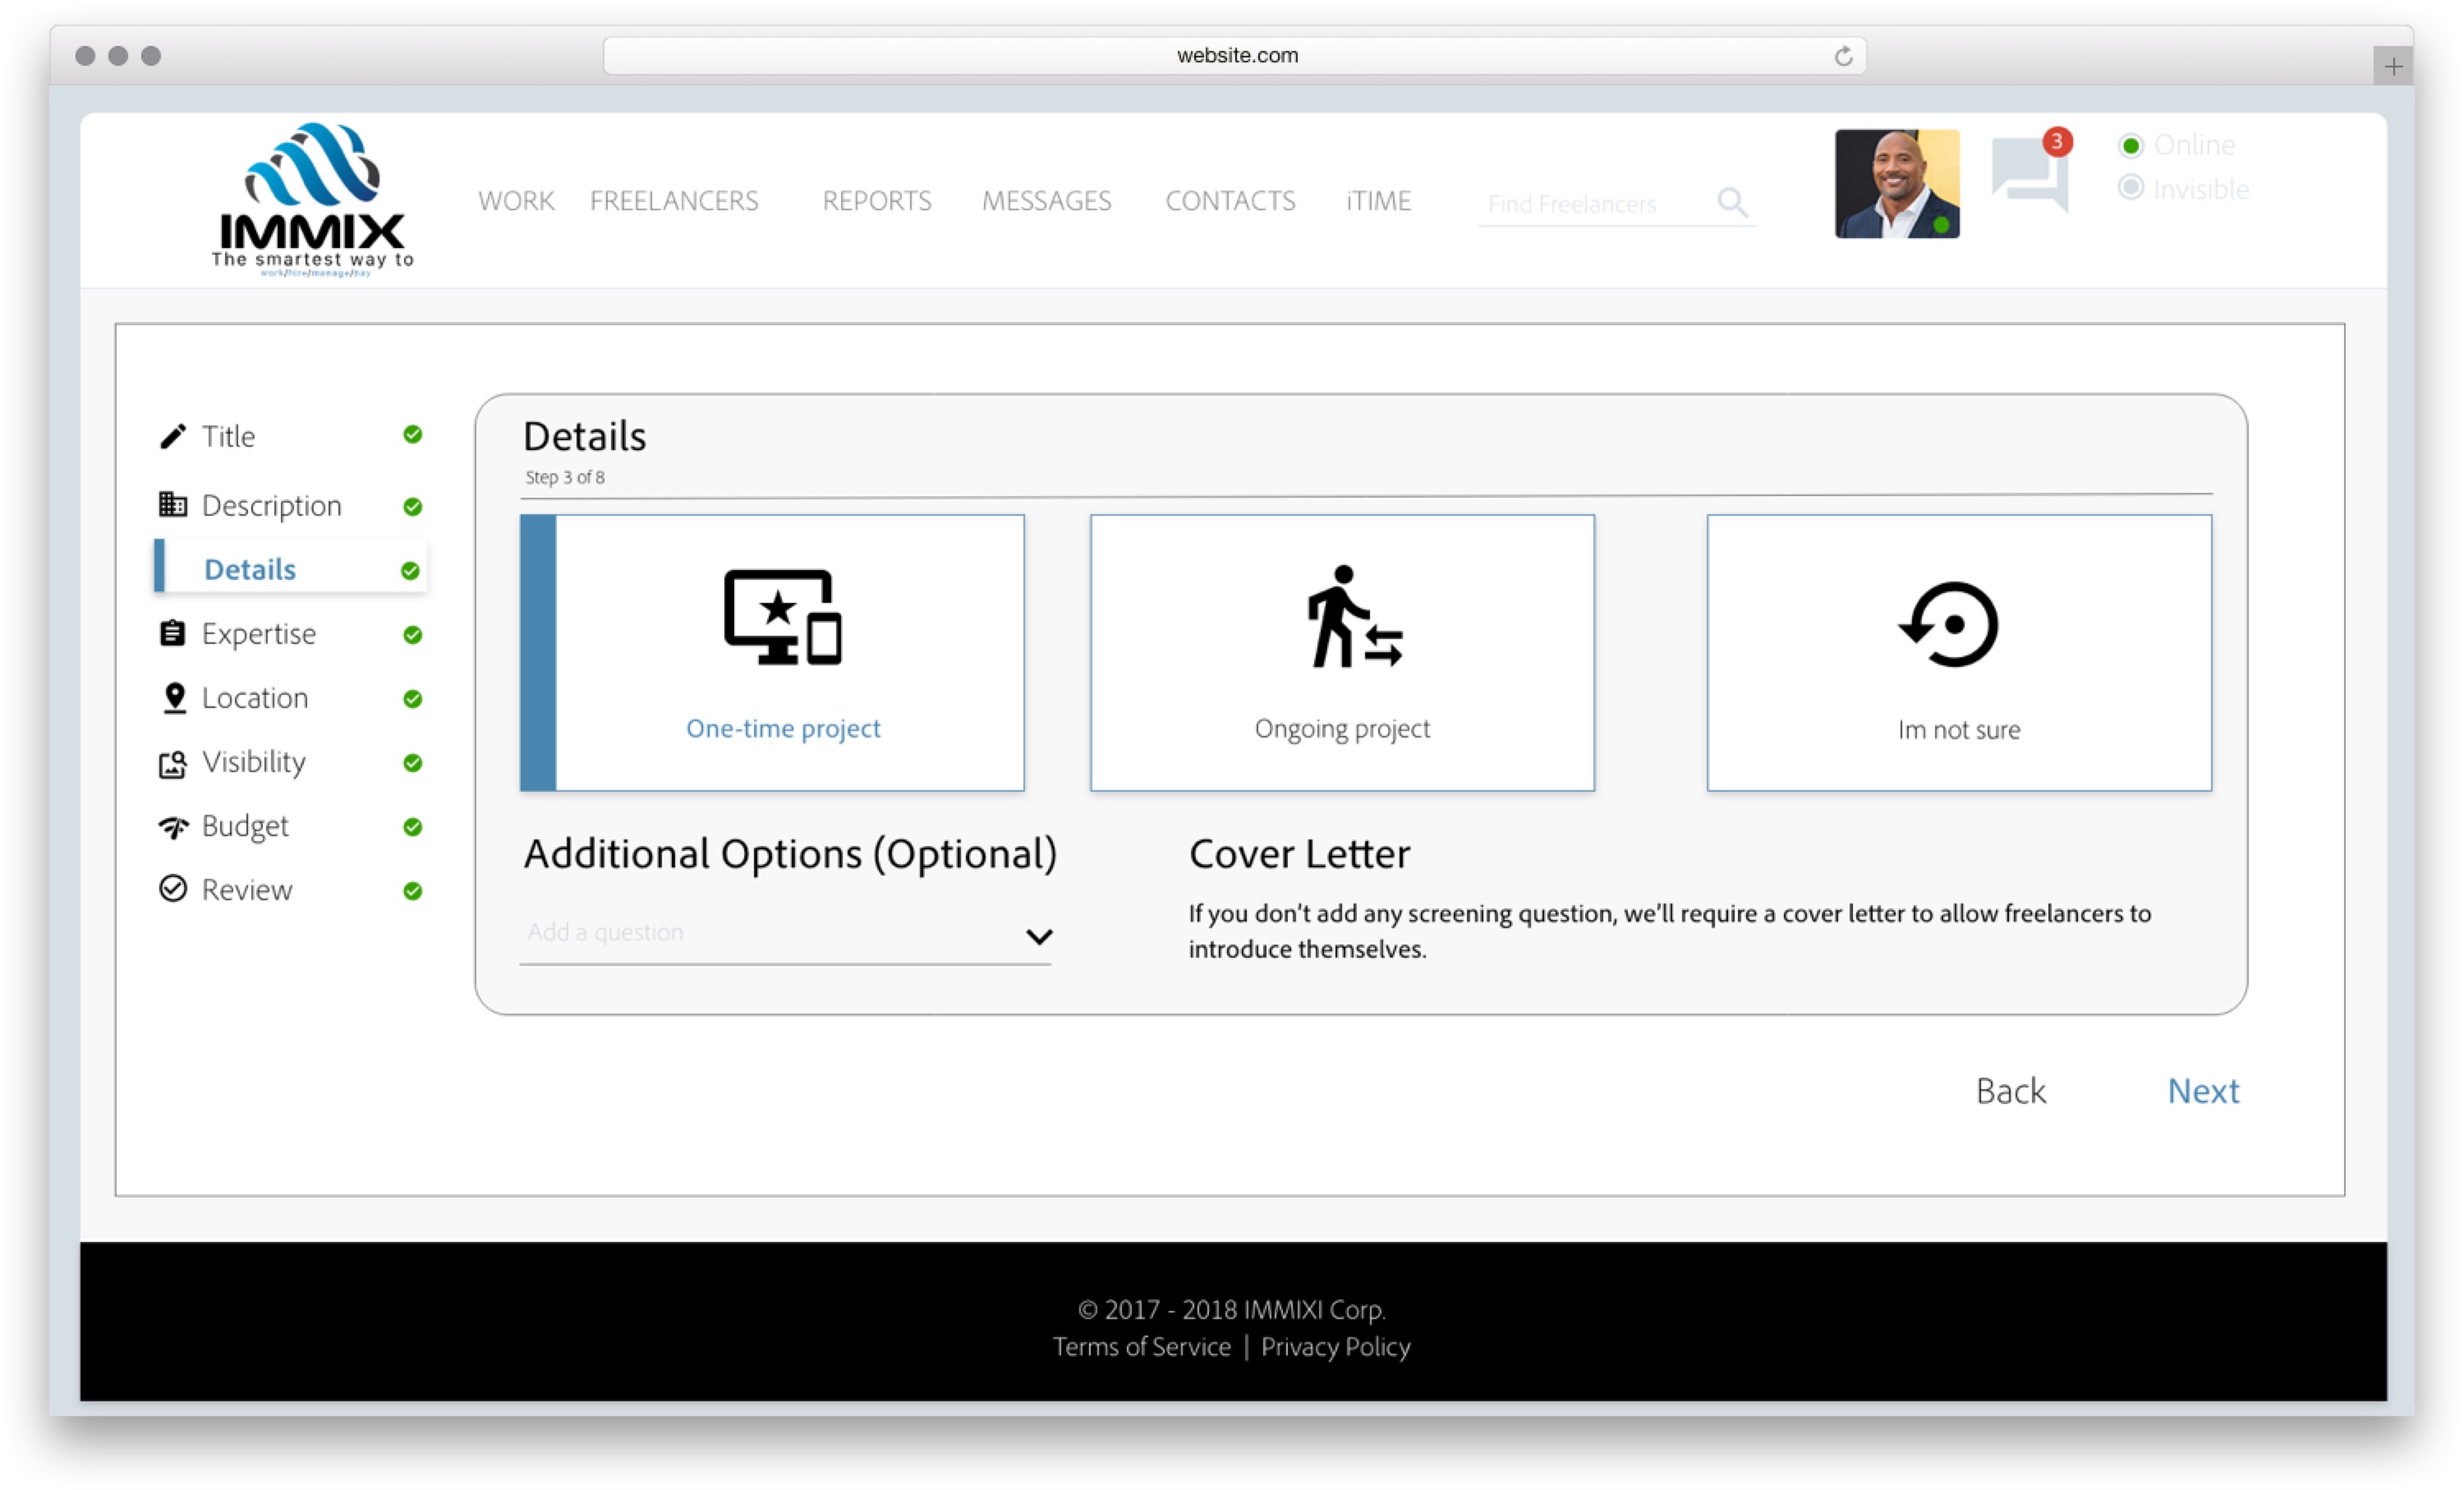 website.com
IMMIX
The smartest way to
work/hire/manage/pay
WORK
FREELANCERS
REPORTS
MESSAGES
CONTACTS
iTIME
Find Freelancers
3
Online
Invisible
Title
Description
Details
Expertise
Location
Visibility
Budget
Review
Details
Step 3 of 8
One-time project
Ongoing project
Im not sure
Additional Options (Optional)
Add a question
Cover Letter
If you don’t add any screening question, we’ll require a cover letter to allow freelancers to
introduce themselves.
Back
Next
© 2017 - 2018 IMMIXI Corp.
Terms of Service | Privacy Policy